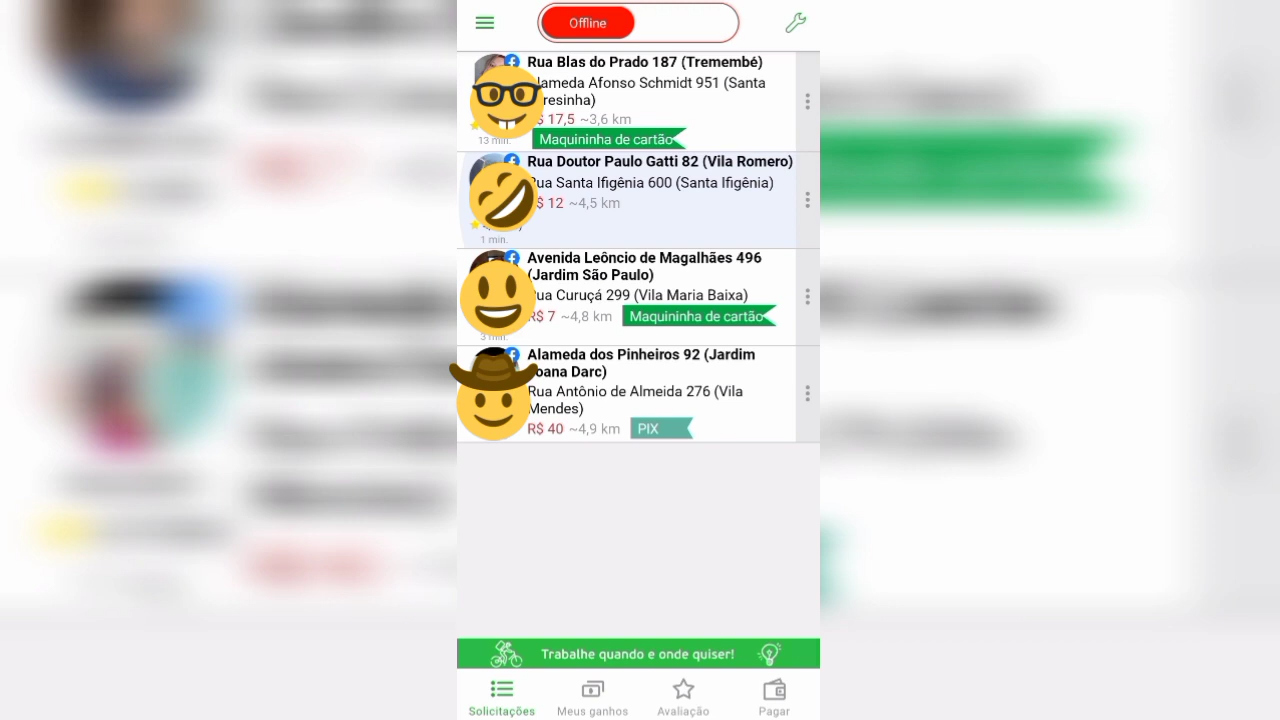 Offline
Rua Blas do Prado 187 (Tremembé)
lameda Afonso Schmidt 951 (Santa
resinha)
$ 17,5 ~3,6 km
13 min.
Maquininha de cartão
Rua Doutor Paulo Gatti 82 (Vila Romero)
ua Santa Ifigênia 600 (Santa Ifigênia)
$ 12 ~4,5 km
1 min.
Avenida Leôncio de Magalhães 496
(Jardim São Paulo)
ua Curuçá 299 (Vila Maria Baixa)
R$ 7 ~4,8 km Maquininha de cartão
3 min.
Alameda dos Pinheiros 92 (Jardim
oana Darc)
Rua Antônio de Almeida 276 (Vila
Mendes)
R$ 40 ~4,9 km PIX
Trabalhe quando e onde quiser!
Solicitações Meus ganhos Avaliação Pagar